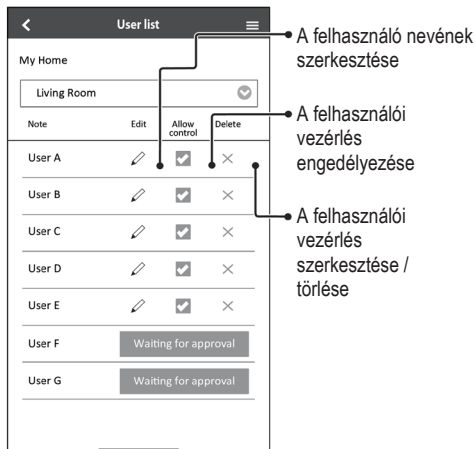 User list
My Home
Living Room
Note Edit Allow control Delete
User A
User B
User C
User D
User E
User F Waiting for approval
User G Waiting for approval
A felhasználó nevének
szerkesztése
A felhasználói
vezérlés
engedélyezése
A felhasználói
vezérlés
szerkesztése /
törlése